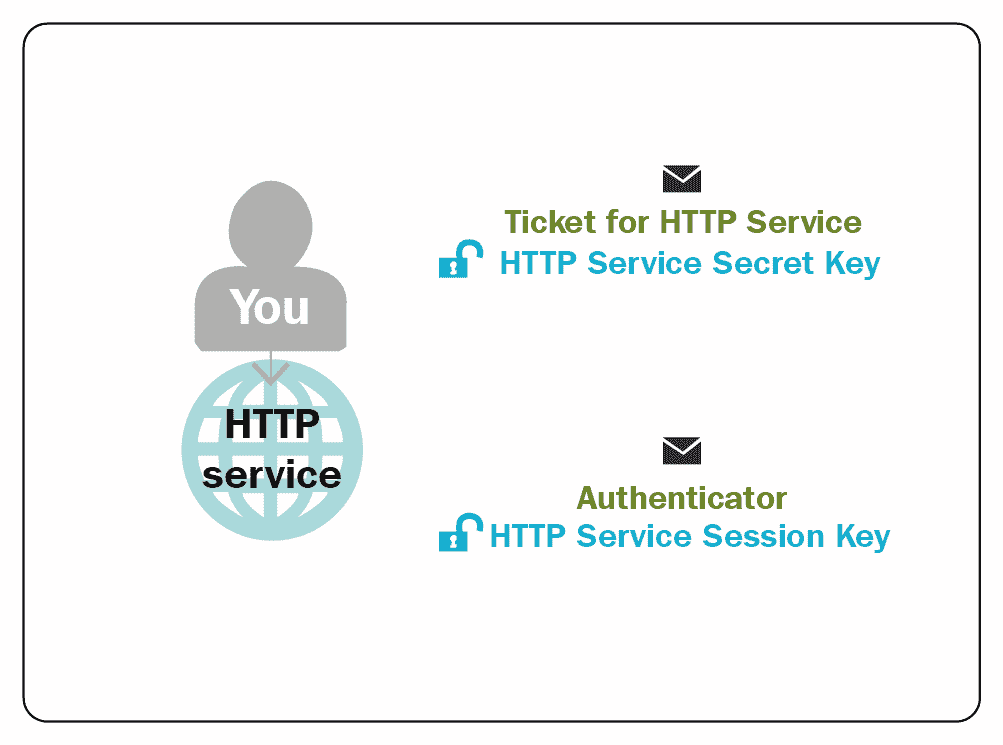 You
HTTP
service
Ticket for HTTP Service
HTTP Service Secret Key
Authenticator
HTTP Service Session Key